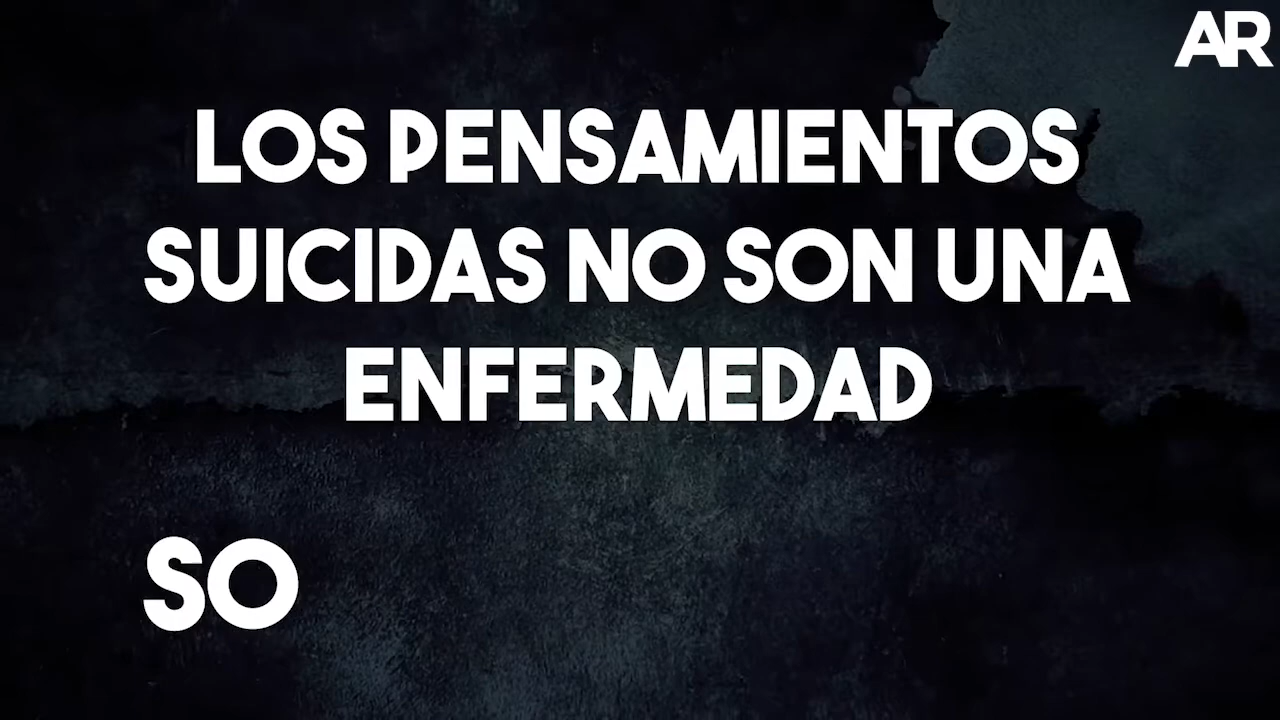 AR
LOS PENSAMIENTOS
SUICIDAS NO SON UNA
ENFERMEDAD
SO